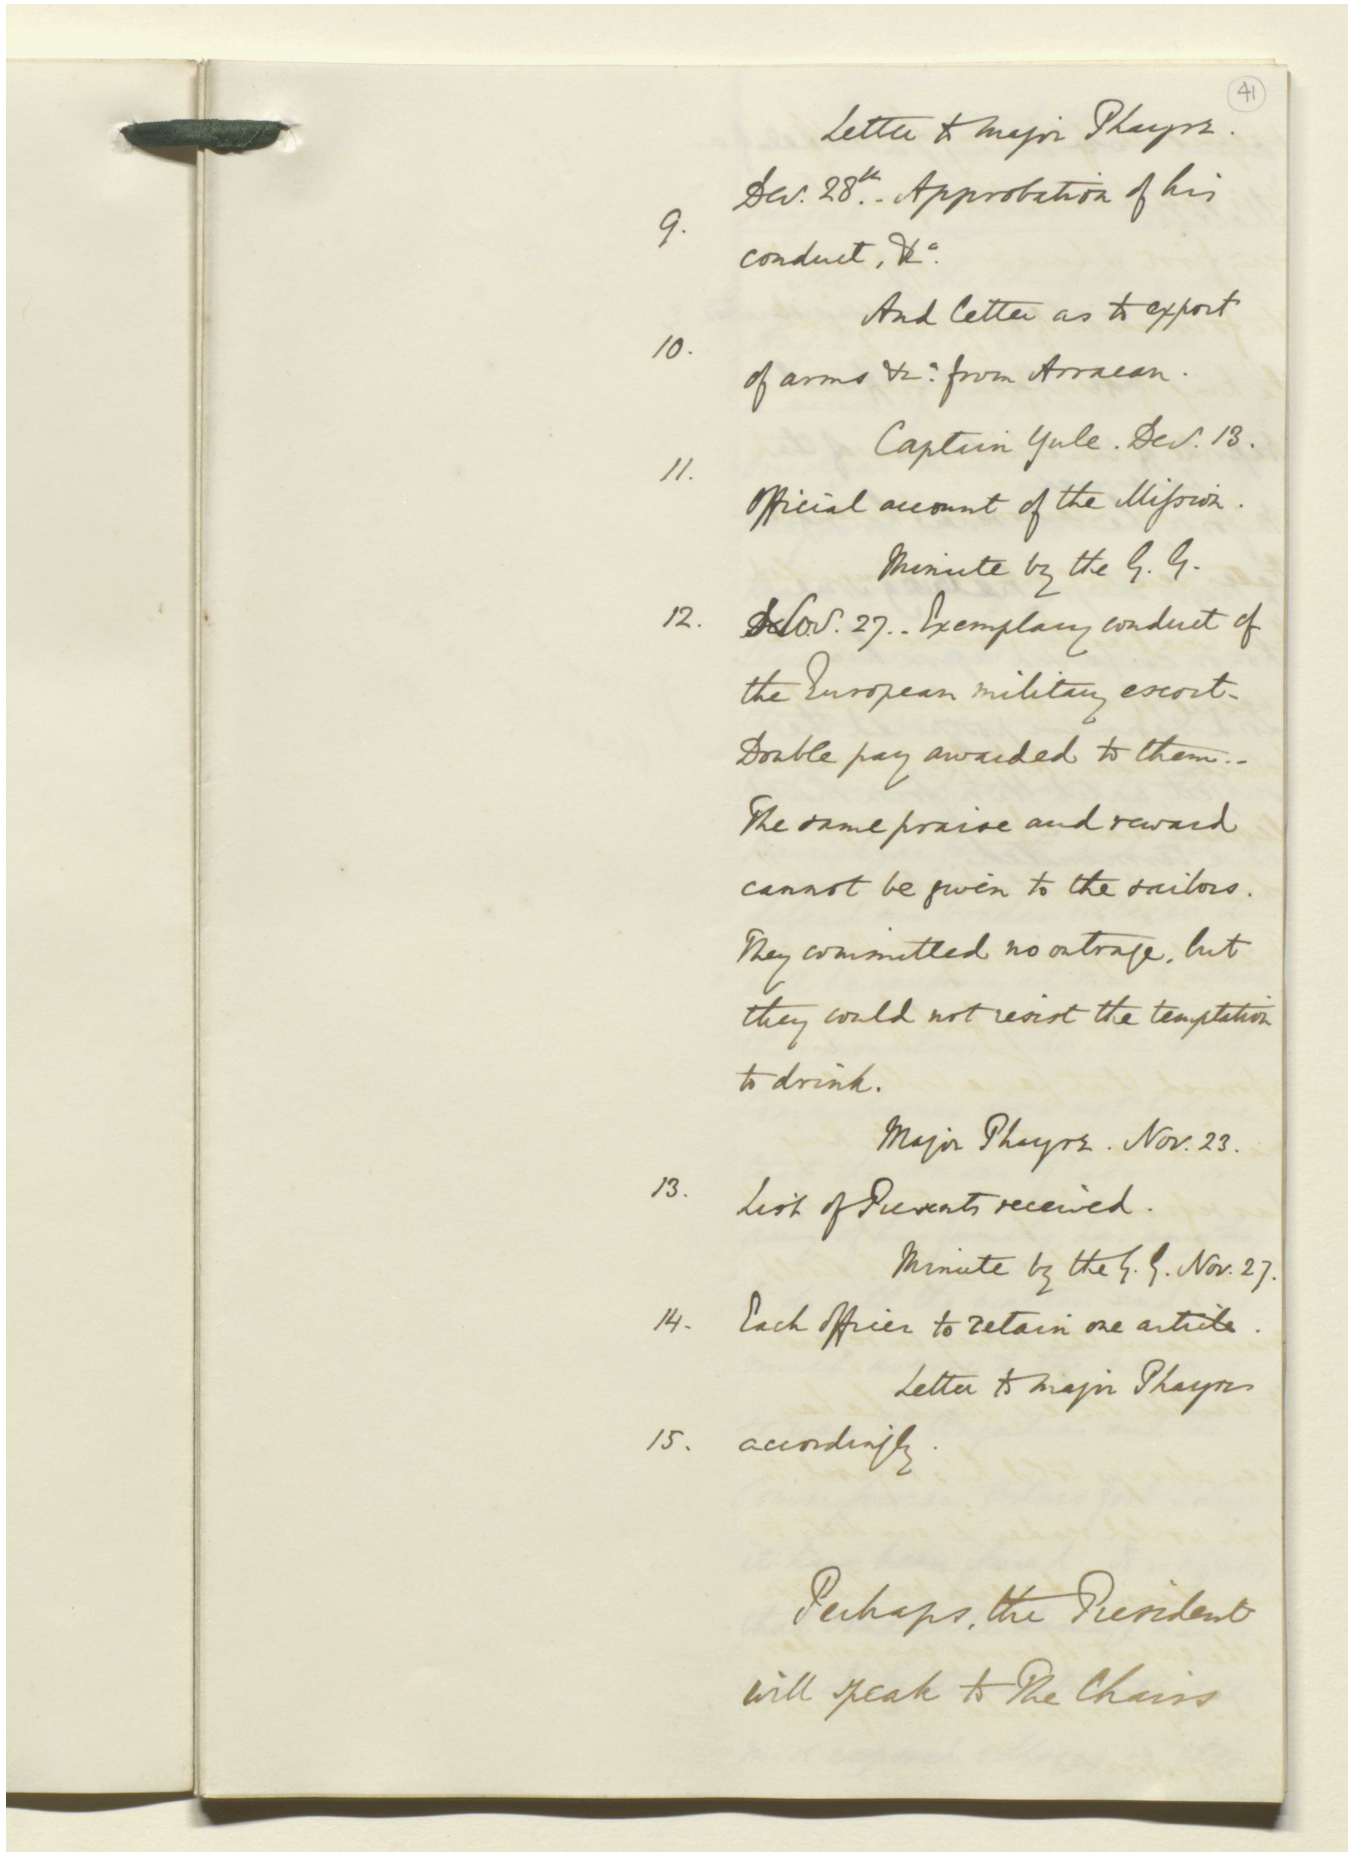 41
Letter to Major Phayre.
Dec. 28th. - Approbation of his
9.
conduct, &c.
And letter as to export
10.
of arms &c. from Arracan.
Captain Yule. Dec. 13.
11.
Official account of the Mission.
Minute by the G. G.
12. Nov. 27. - Exemplary conduct of
the European military escort -
Double pay awarded to them. -
The same praise and reward
cannot be given to the sailors.
They committed no outrage, but
they could not resist the temptation
to drink.
Major Phayre. Nov. 23.
13.
List of Presents received.
Minute by the G. G. Nov. 27.
14. Each officer to retain one article.
Letter to Major Phayre
15. accordingly.
Perhaps, the President
will speak to The Chairs